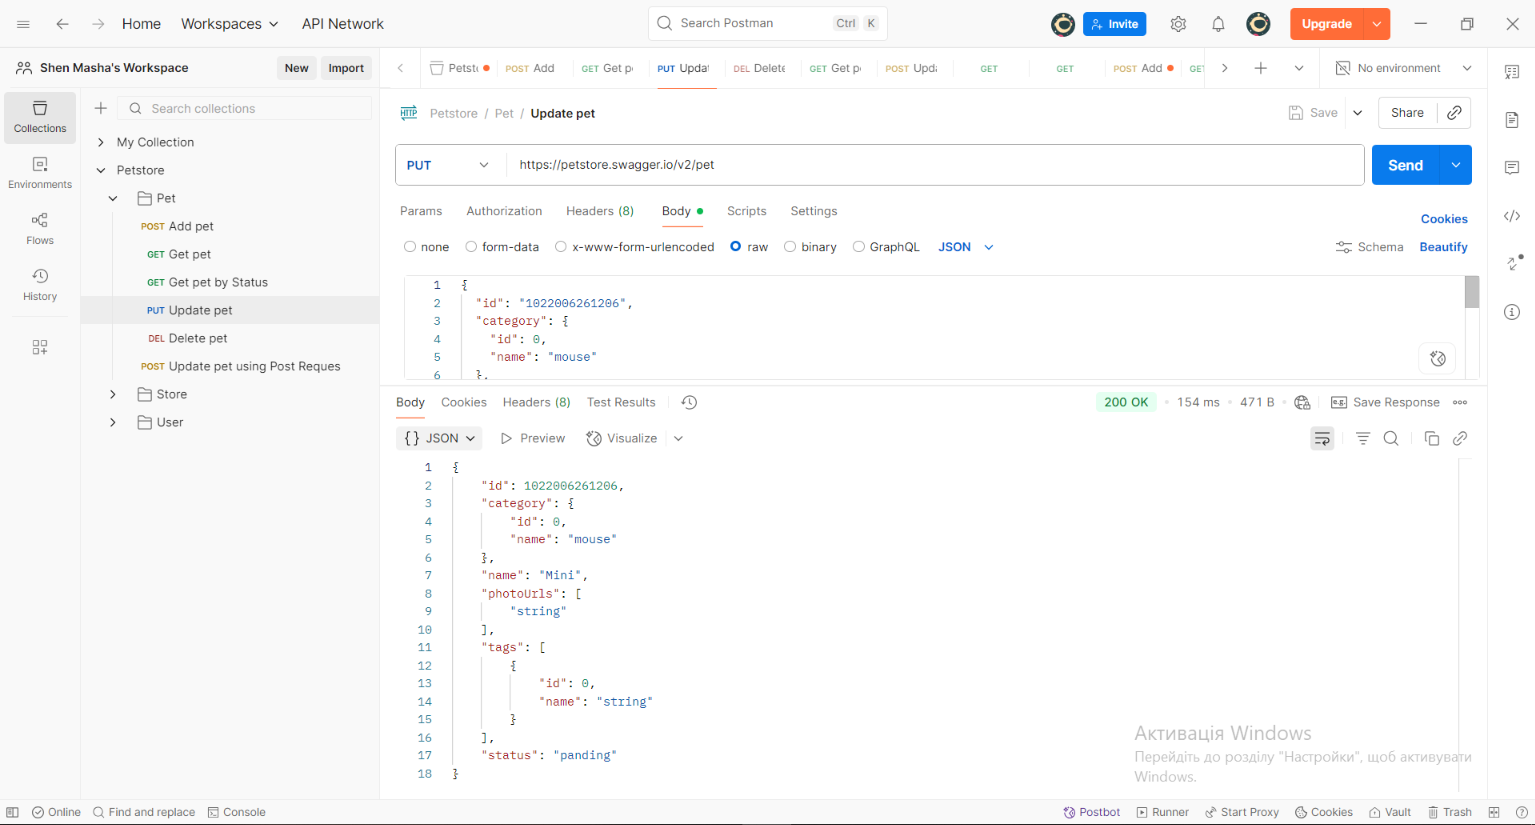 Home Workspaces API Network Search Postman Ctrl K Invite Upgrade
Shen Masha's Workspace New Import Petst POST Add GET Get p PUT Updat DEL Delete GET Get p POST Upd GET GET POST Add GET No environment
Collections
Environments
Flows
History
Search collections
My Collection
Petstore
Pet
POST Add pet
GET Get pet
GET Get pet by Status
PUT Update pet
DEL Delete pet
POST Update pet using Post Reques
Store
User
HTTP Petstore / Pet / Update pet Save Share
PUT https://petstore.swagger.io/v2/pet Send
Params Authorization Headers (8) Body Scripts Settings Cookies
none form-data x-www-form-urlencoded raw binary GraphQL JSON Schema Beautify
1 {
2 "id": "1022006261206",
3 "category": {
4 "id": 0,
5 "name": "mouse"
6 },
Body Cookies Headers (8) Test Results 200 OK 154 ms 471 B e.g. Save Response
{} JSON Preview Visualize
1 {
2 "id": 1022006261206,
3 "category": {
4 "id": 0,
5 "name": "mouse"
6 },
7 "name": "Mini",
8 "photoUrls": [
9 "string"
10 ],
11 "tags": [
12 {
13 "id": 0,
14 "name": "string"
15 }
16 ],
17 "status": "panding"
18 }
Активація Windows
Перейдіть до розділу "Настройки", щоб активувати
Windows.
Online Find and replace Console Postbot Runner Start Proxy Cookies Vault Trash